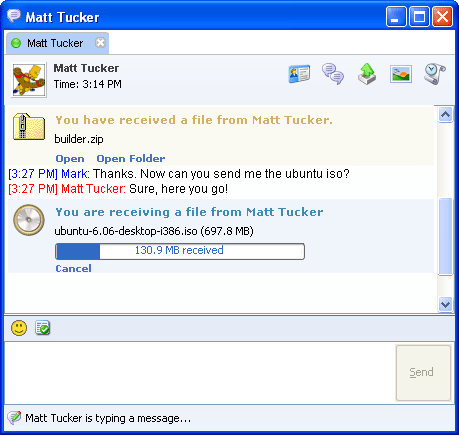 Matt Tucker
Matt Tucker
Matt Tucker
Time: 3:14 PM
You have received a file from Matt Tucker.
builder.zip
Open Open Folder
[3:27 PM] Mark: Thanks. Now can you send me the ubuntu iso?
[3:27 PM] Matt Tucker: Sure, here you go!
You are receiving a file from Matt Tucker
ubuntu-6.06-desktop-i386.iso (697.8 MB)
130.9 MB received
Cancel
Send
Matt Tucker is typing a message...